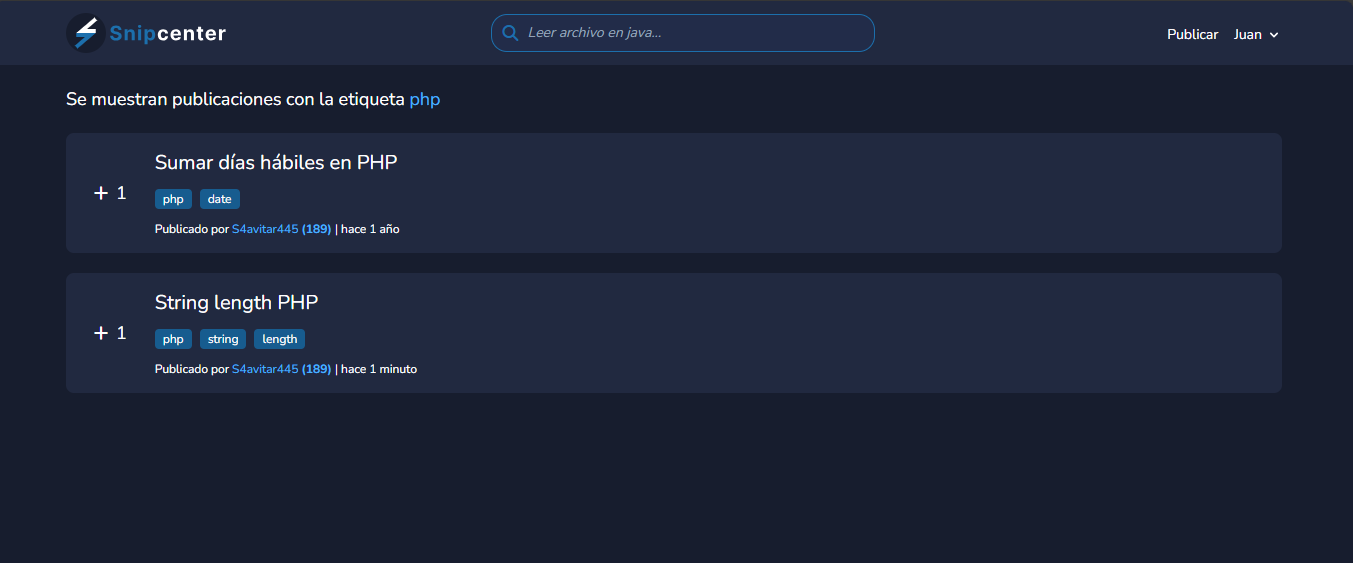 Snipcenter
Leer archivo en java...
Publicar Juan
Se muestran publicaciones con la etiqueta php
Sumar días hábiles en PHP
+ 1
php date
Publicado por S4avitar445 (189) | hace 1 año
String length PHP
+ 1
php string length
Publicado por S4avitar445 (189) | hace 1 minuto